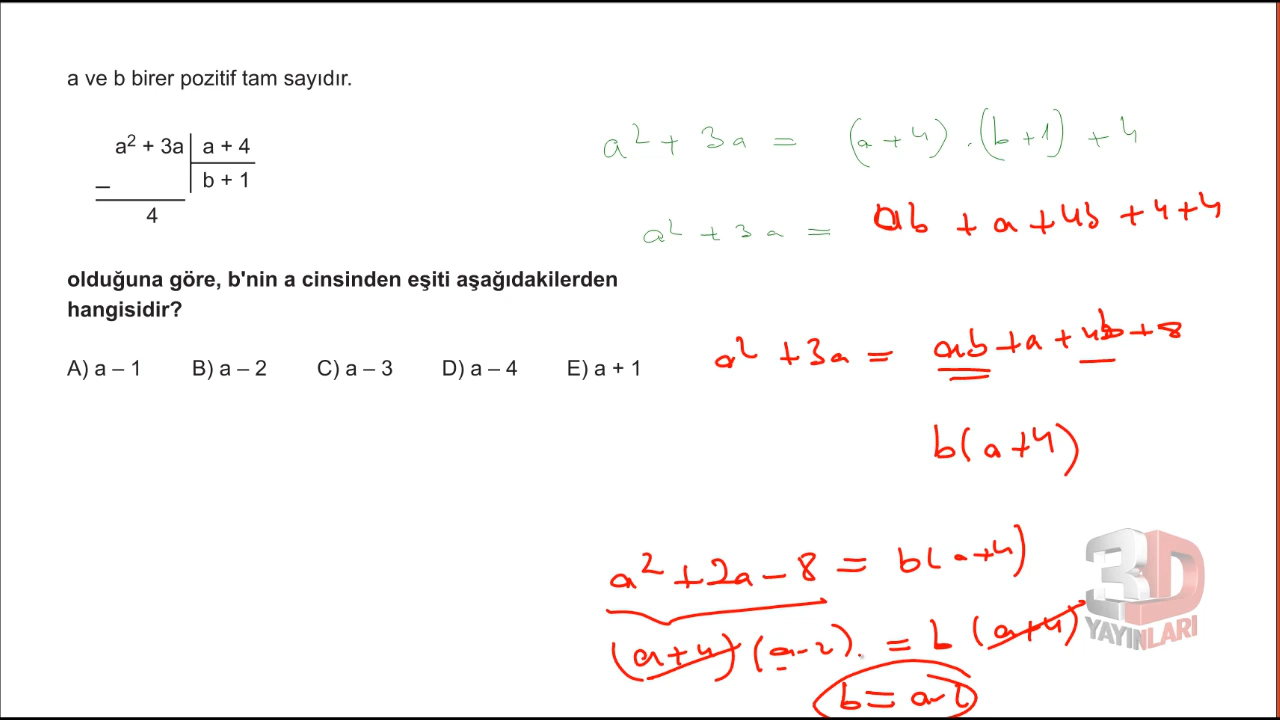 a ve b birer pozitif tam sayıdır.
a² + 3a | a + 4
b + 1
–
4
olduğuna göre, b'nin a cinsinden eşiti aşağıdakilerden
hangisidir?
A) a – 1 B) a – 2 C) a – 3 D) a – 4 E) a + 1
a² + 3a = (a + 4) . (b + 1) + 4
a² + 3a = ab + a + 4b + 4 + 4
a² + 3a = ab + a + 4b + 8
b(a + 4)
a² + 2a – 8 = b(a + 4)
(a + 4) (a – 2) = b (a + 4)
b = a – 2
3D
YAYINLARI